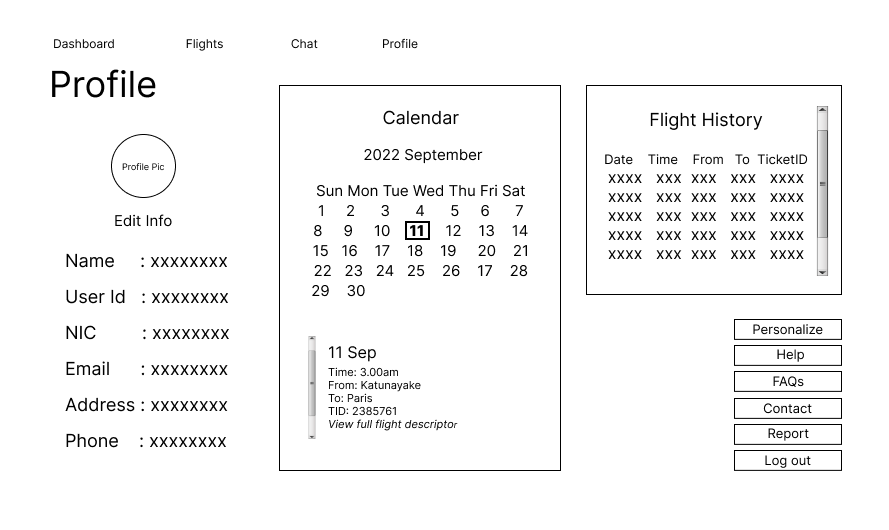 Dashboard Flights Chat Profile
Profile
Profile Pic
Edit Info
Name : xxxxxxxx
User Id : xxxxxxxx
NIC : xxxxxxxx
Email : xxxxxxxx
Address : xxxxxxxx
Phone : xxxxxxxx
Calendar
2022 September
Sun Mon Tue Wed Thu Fri Sat
1 2 3 4 5 6 7
8 9 10 11 12 13 14
15 16 17 18 19 20 21
22 23 24 25 26 17 28
29 30
11 Sep
Time: 3.00am
From: Katunayake
To: Paris
TID: 2385761
View full flight descriptor
Flight History
Date Time From To TicketID
xxxx xxx xxx xxx xxxx
xxxx xxx xxx xxx xxxx
xxxx xxx xxx xxx xxxx
xxxx xxx xxx xxx xxxx
xxxx xxx xxx xxx xxxx
Personalize
Help
FAQs
Contact
Report
Log out